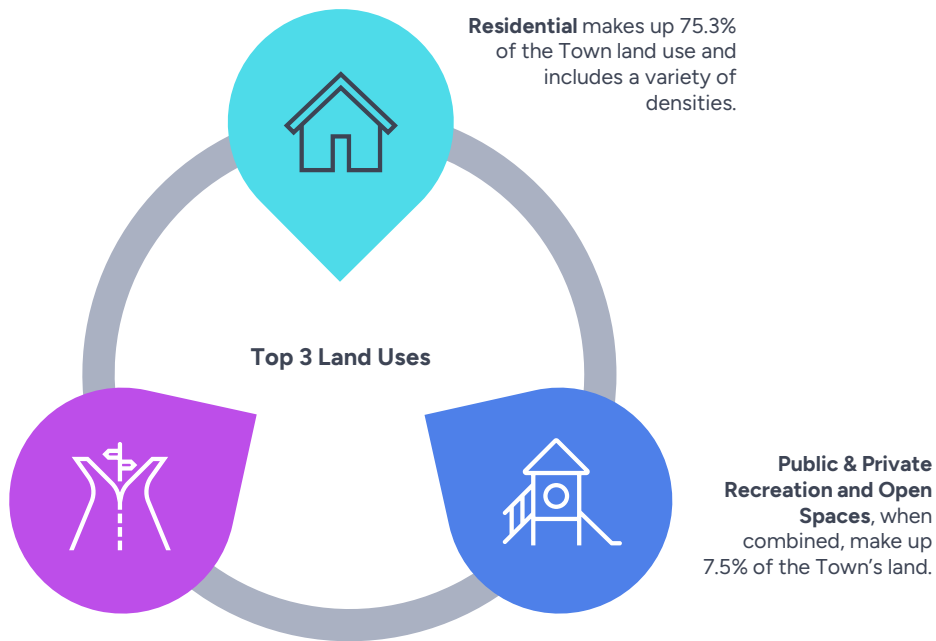 Residential makes up 75.3%
of the Town land use and
includes a variety of
densities.
Top 3 Land Uses
Public & Private
Recreation and Open
Spaces, when
combined, make up
7.5% of the Town’s land.